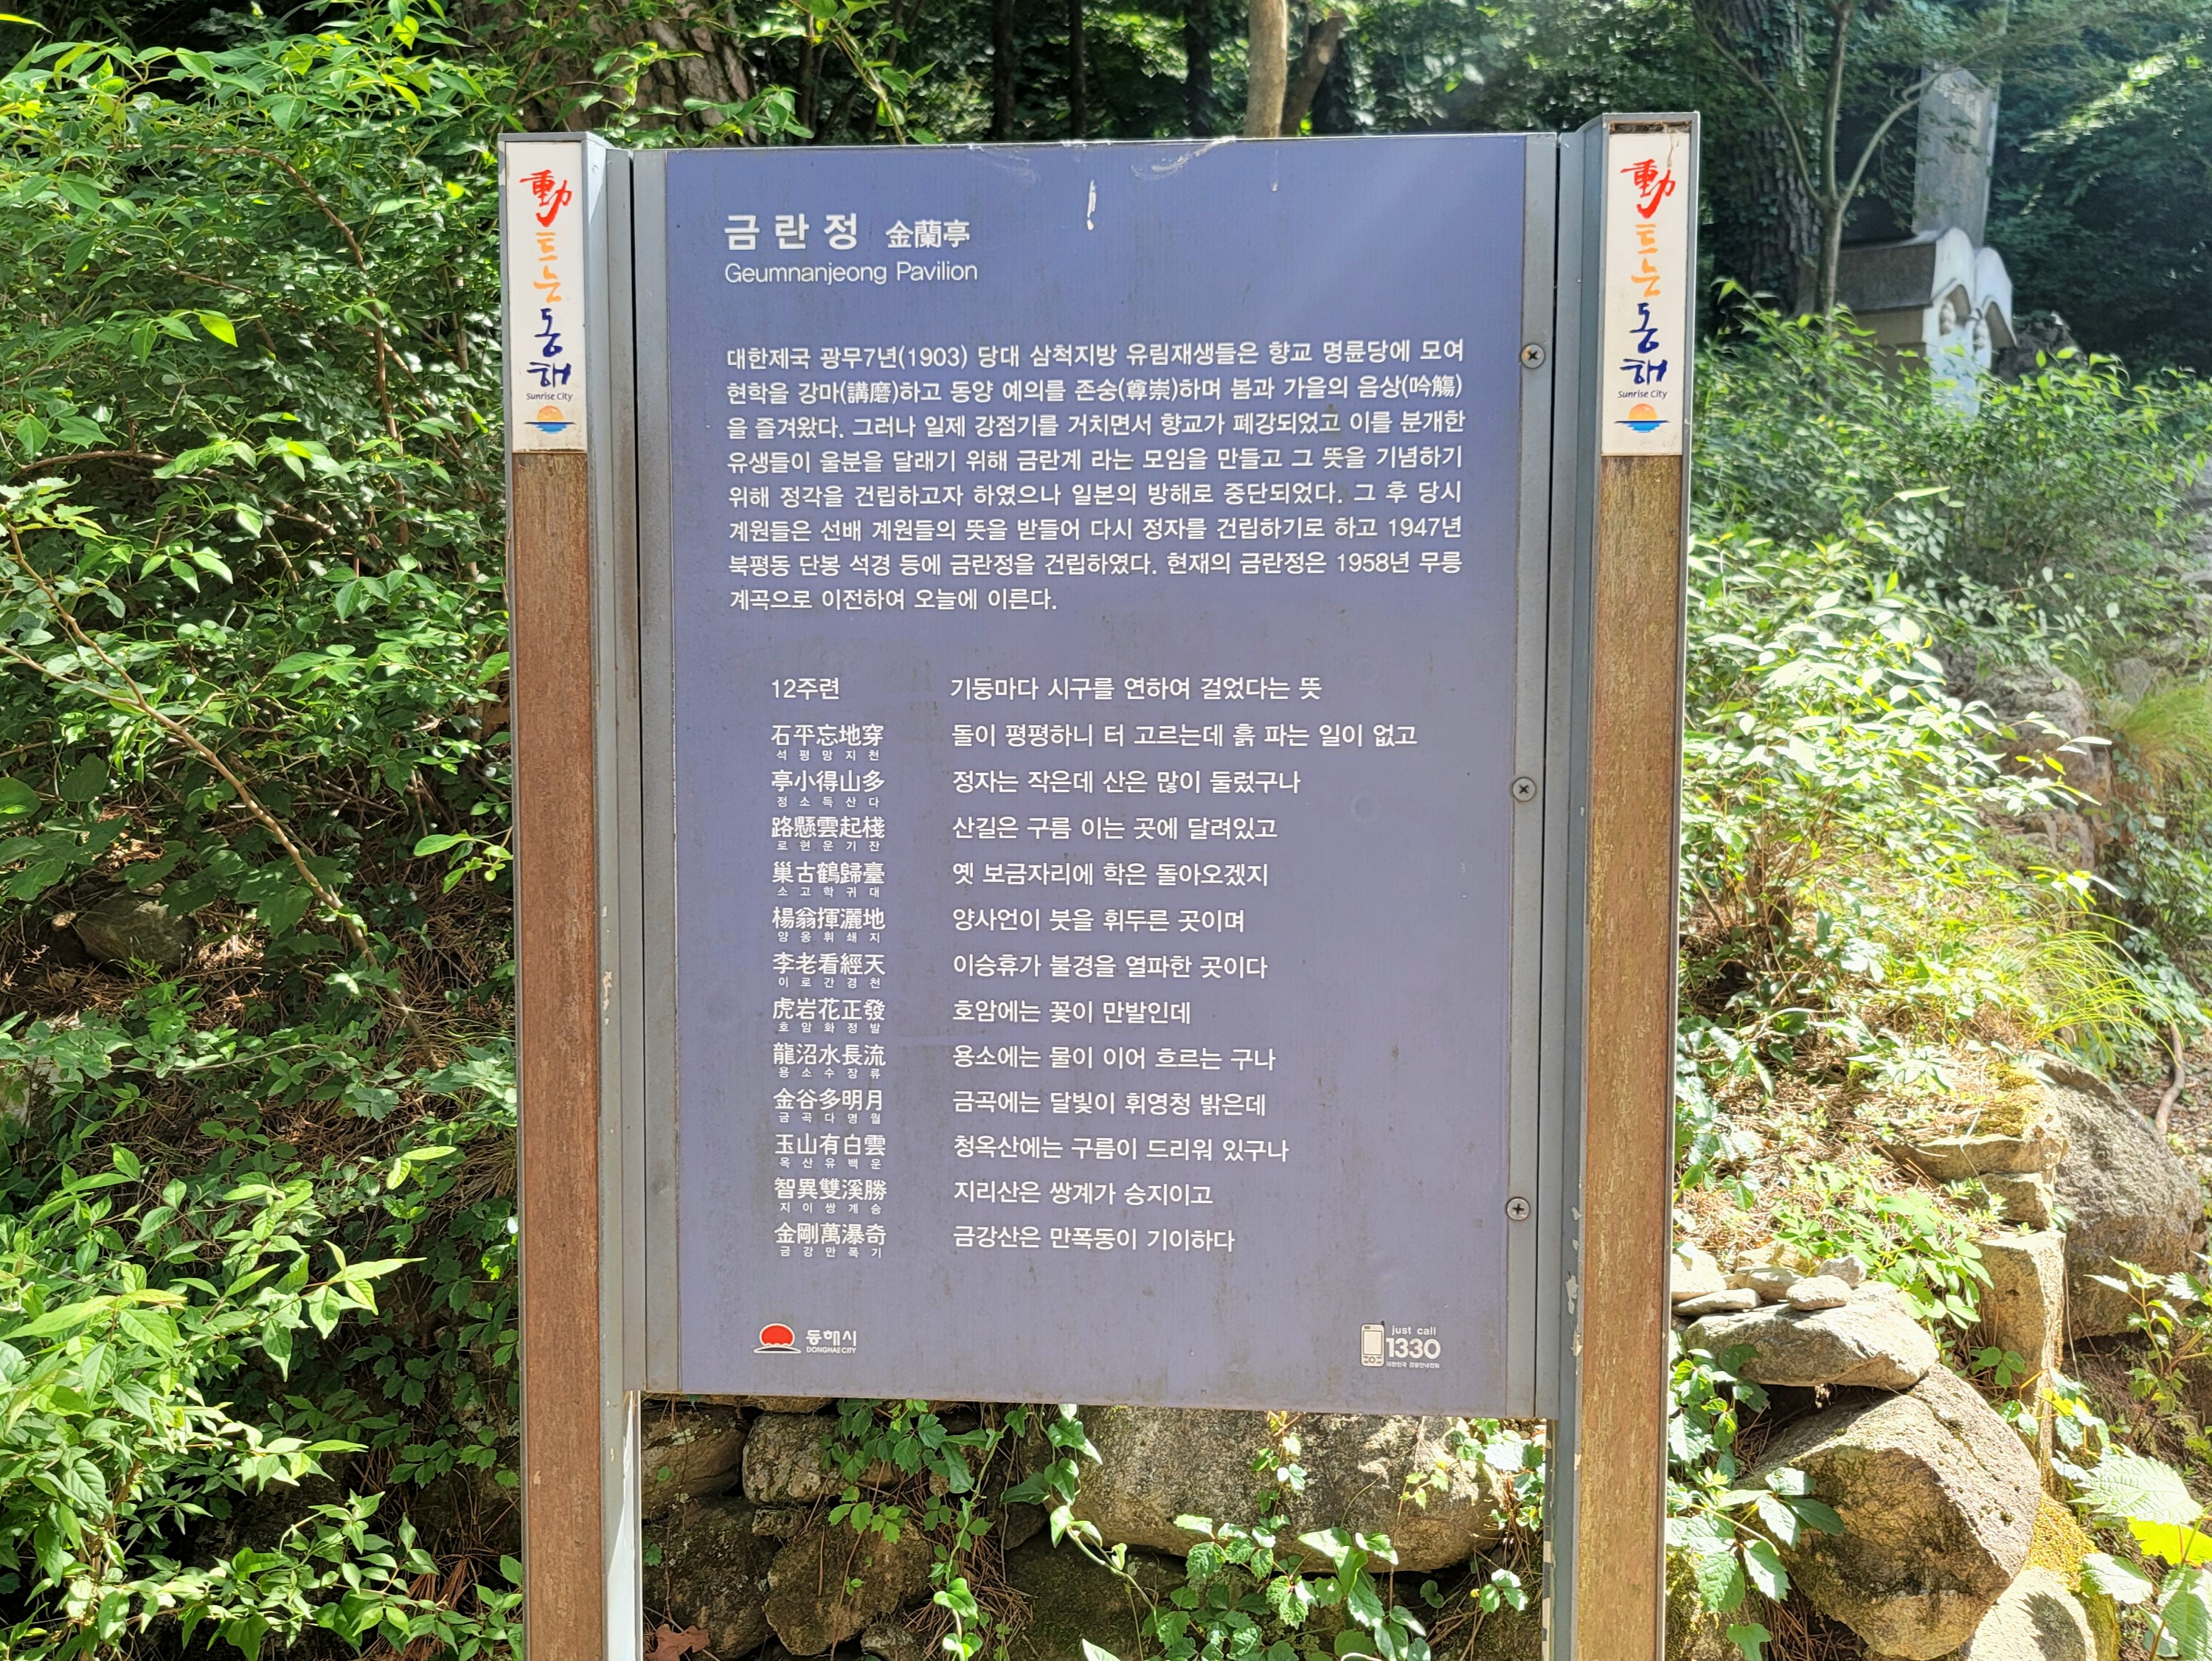 動
트는
동
해
Sunrise City
금란정 金蘭亭
Geumnanjeong Pavilion
대한제국 광무7년(1903) 당대 삼척지방 유림재생들은 향교 명륜당에 모여
현학을 강마(講磨)하고 동양 예의를 존숭(尊崇)하며 봄과 가을의 음상(吟觴)
을 즐겨왔다. 그러나 일제 강점기를 거치면서 향교가 폐강되었고 이를 분개한
유생들이 울분을 달래기 위해 금란계 라는 모임을 만들고 그 뜻을 기념하기
위해 정각을 건립하고자 하였으나 일본의 방해로 중단되었다. 그 후 당시
계원들은 선배 계원들의 뜻을 받들어 다시 정자를 건립하기로 하고 1947년
북평동 단봉 석경 등에 금란정을 건립하였다. 현재의 금란정은 1958년 무릉
계곡으로 이전하여 오늘에 이른다.
12주련 기둥마다 시구를 연하여 걸었다는 뜻
石平忘地穿 돌이 평평하니 터 고르는데 흙 파는 일이 없고
석평망지천
亭小得山多 정자는 작은데 산은 많이 둘렀구나
정소득산다
路懸雲起棧 산길은 구름 이는 곳에 달려있고
로현운기잔
巢古鶴歸臺 옛 보금자리에 학은 돌아오겠지
소고학귀대
楊翁揮灑地 양사언이 붓을 휘두른 곳이며
양옹휘쇄지
李老看經天 이승휴가 불경을 열파한 곳이다
이로간경천
虎岩花正發 호암에는 꽃이 만발인데
호암화정발
龍沼水長流 용소에는 물이 이어 흐르는 구나
용소수장류
金谷多明月 금곡에는 달빛이 휘영청 밝은데
금곡다명월
玉山有白雲 청옥산에는 구름이 드리워 있구나
옥산유백운
智異雙溪勝 지리산은 쌍계가 승지이고
지이쌍계승
金剛萬瀑奇 금강산은 만폭동이 기이하다
금강만폭기
동해시
DONGHAE CITY
just call
1330
대한민국 관광안내전화
動
트는
동
해
Sunrise City